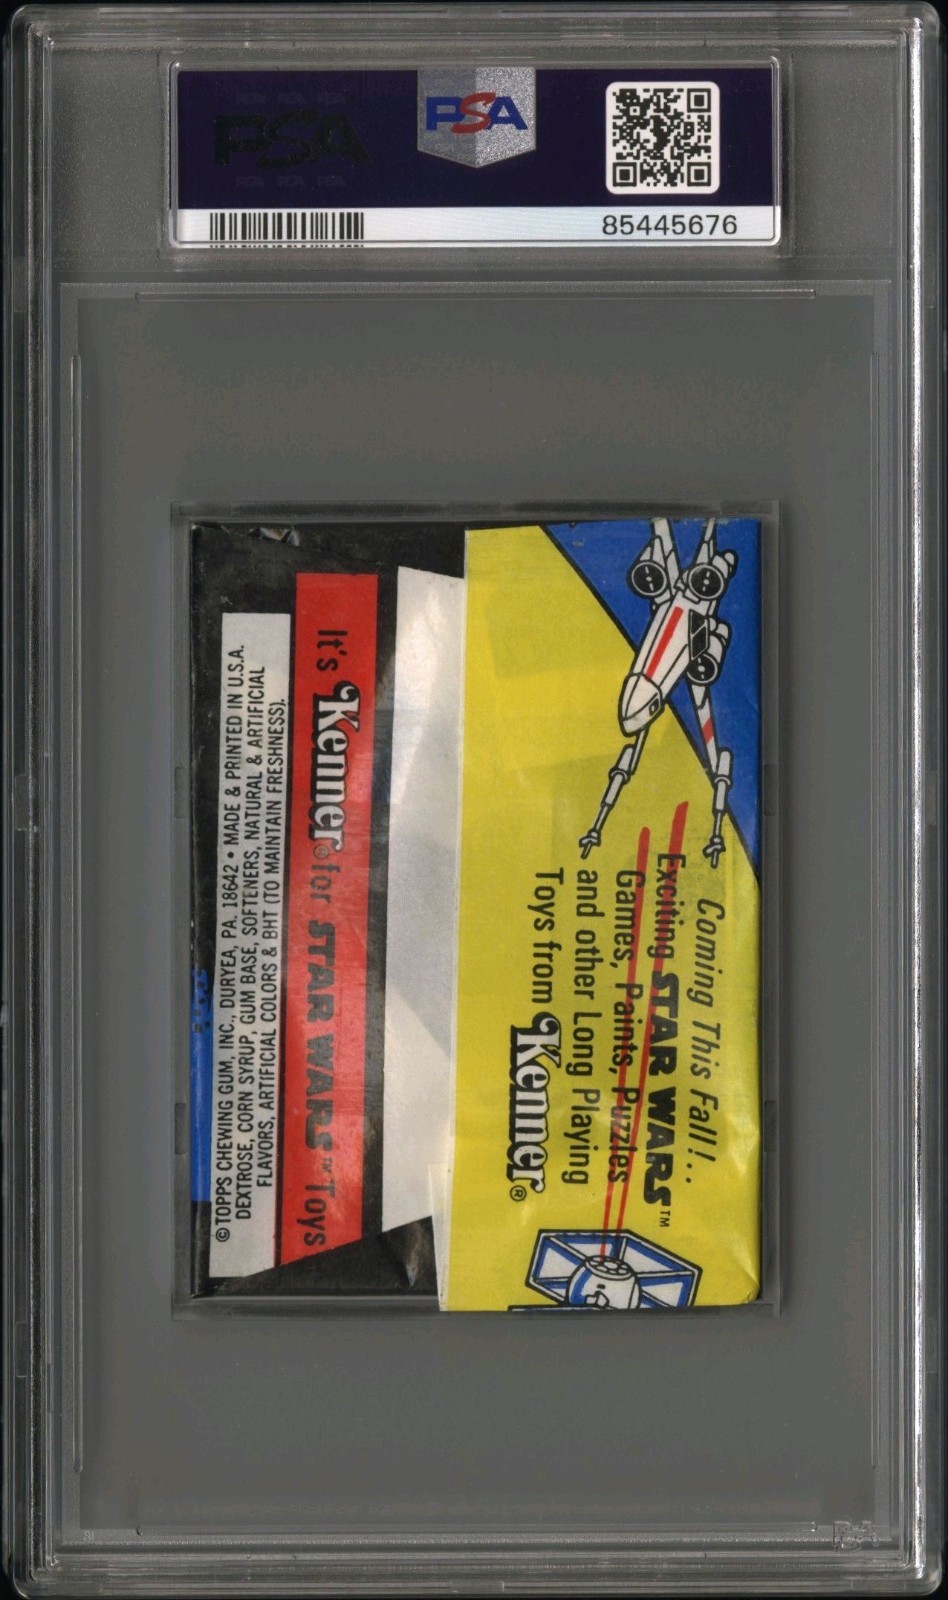 PSA
PSA
85445676
Coming This Fall!...
Exciting STAR WARS™
Games, Paints, Puzzles
and other Long Playing
Toys from Kenner®
It's Kenner® for STAR WARS™ Toys
©TOPPS CHEWING GUM, INC., DURYEA, PA. 18642 • MADE & PRINTED IN U.S.A.
DEXTROSE, CORN SYRUP, GUM BASE, SOFTENERS, NATURAL & ARTIFICIAL
FLAVORS, ARTIFICIAL COLORS & BHT (TO MAINTAIN FRESHNESS).